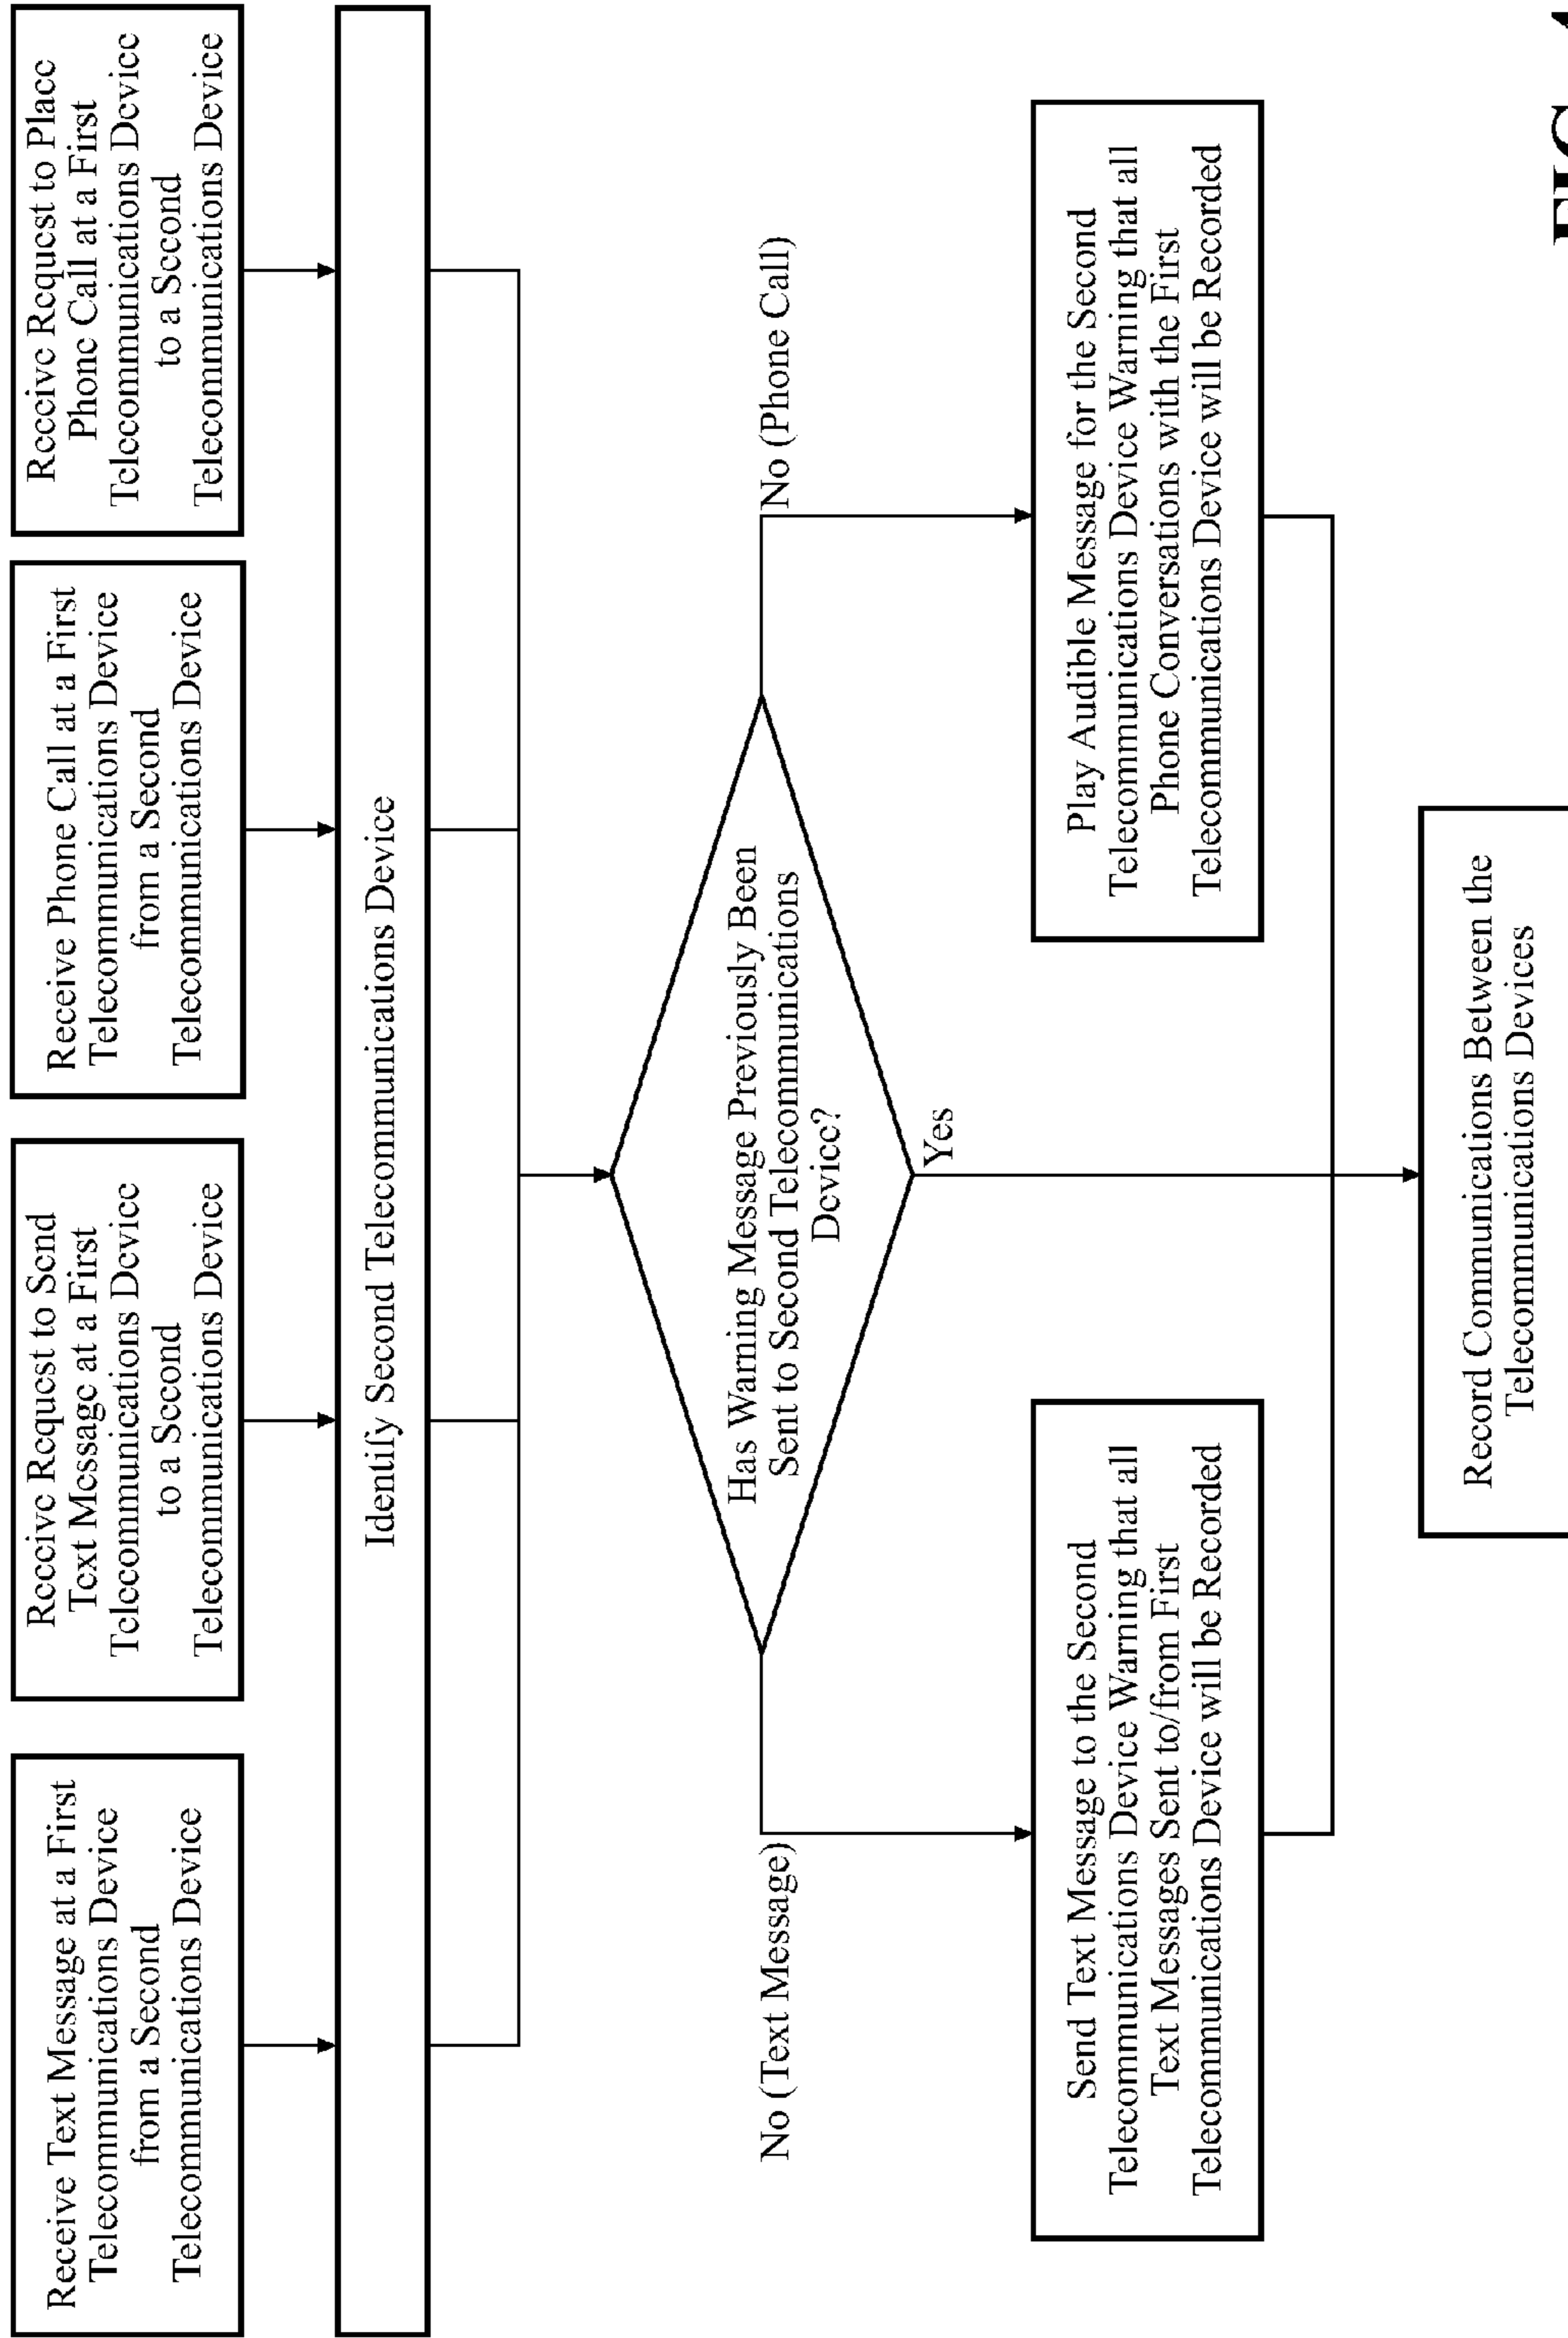 Receive Text Message at a First
Telecommunications Device
from a Second
Telecommunications Device
Receive Request to Send
Text Message at a First
Telecommunications Device
to a Second
Telecommunications Device
Receive Phone Call at a First
Telecommunications Device
from a Second
Telecommunications Device
Receive Request to Place
Phone Call at a First
Telecommunications Device
to a Second
Telecommunications Device
Identify Second Telecommunications Device
Has Warning Message Previously Been
Sent to Second Telecommunications
Device?
No (Text Message)
Yes
No (Phone Call)
Send Text Message to the Second
Telecommunications Device Warning that all
Text Messages Sent to/from First
Telecommunications Device will be Recorded
Play Audible Message for the Second
Telecommunications Device Warning that all
Phone Conversations with the First
Telecommunications Device will be Recorded
Record Communications Between the
Telecommunications Devices
FIG.